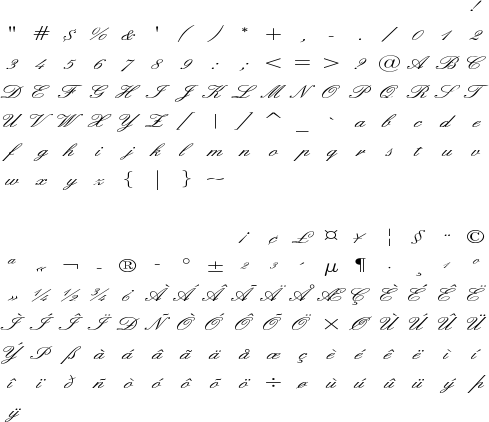 !
" # $ % & ' ( ) * + , - . / 0 1 2
3 4 5 6 7 8 9 : ; < = > ? @ A B C
D E F G H I J K L M N O P Q R S T
U V W X Y Z [ | ] ^ _ ` a b c d e
f g h i j k l m n o p q r s t u v
w x y z { | } ~
¡ ¢ £ ¤ ¥ ¦ § ¨ ©
ª « ¬ - ® ¯ ° ± ² ³ ´ µ ¶ · ¸ ¹ º
» ¼ ½ ¾ ¿ À Á Â Ã Ä Å Æ Ç È É Ê Ë
Ì Í Î Ï Ð Ñ Ò Ó Ô Õ Ö × Ø Ù Ú Û Ü
Ý Þ ß à á â ã ä å æ ç è é ê ë ì í
î ï ð ñ ò ó ô õ ö ÷ ø ù ú û ü ý þ
ÿ